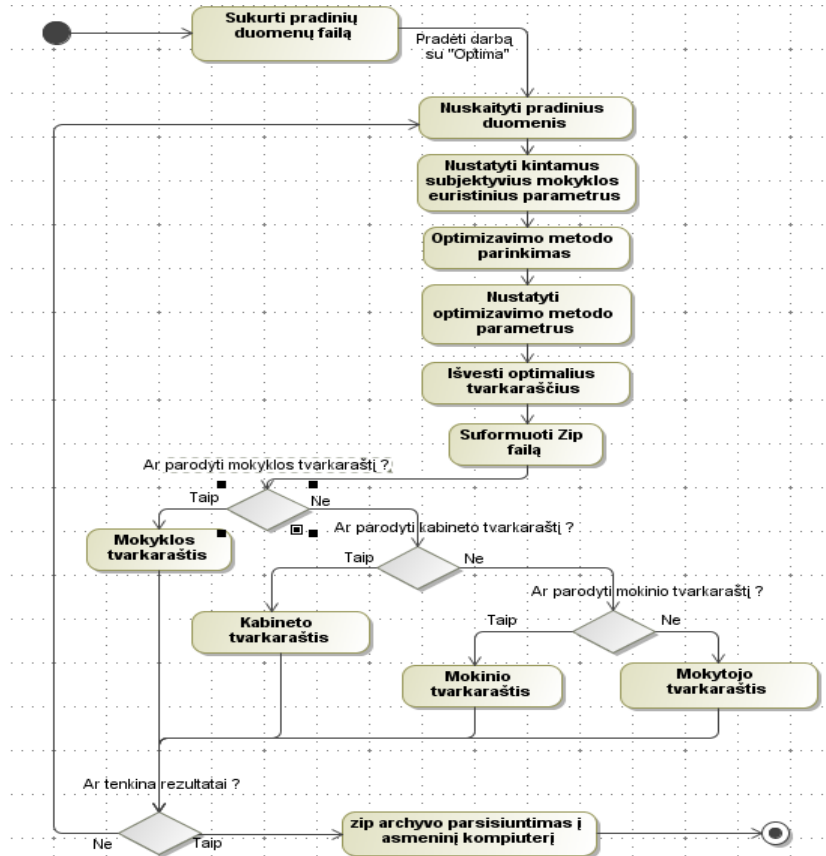 Sukurti pradinių
duomenų failą
Pradėti darbą
su "Optima"
Nuskaityti pradinius
duomenis
Nustatyti kintamus
subjektyvius mokyklos
euristinius parametrus
Optimizavimo metodo
parinkimas
Nustatyti
optimizavimo metodo
parametrus
Išvesti optimalius
tvarkaraščius
Suformuoti Zip
failą
Ar parodyti mokyklos tvarkaraštį ?
Taip
Ne
Mokyklos
tvarkaraštis
Ar parodyti kabineto tvarkaraštį ?
Taip
Ne
Kabineto
tvarkaraštis
Ar parodyti mokinio tvarkaraštį ?
Taip
Ne
Mokinio
tvarkaraštis
Mokytojo
tvarkaraštis
Ar tenkina rezultatai ?
Ne
Taip
zip archyvo parsisiuntimas į
asmeninį kompiuterį